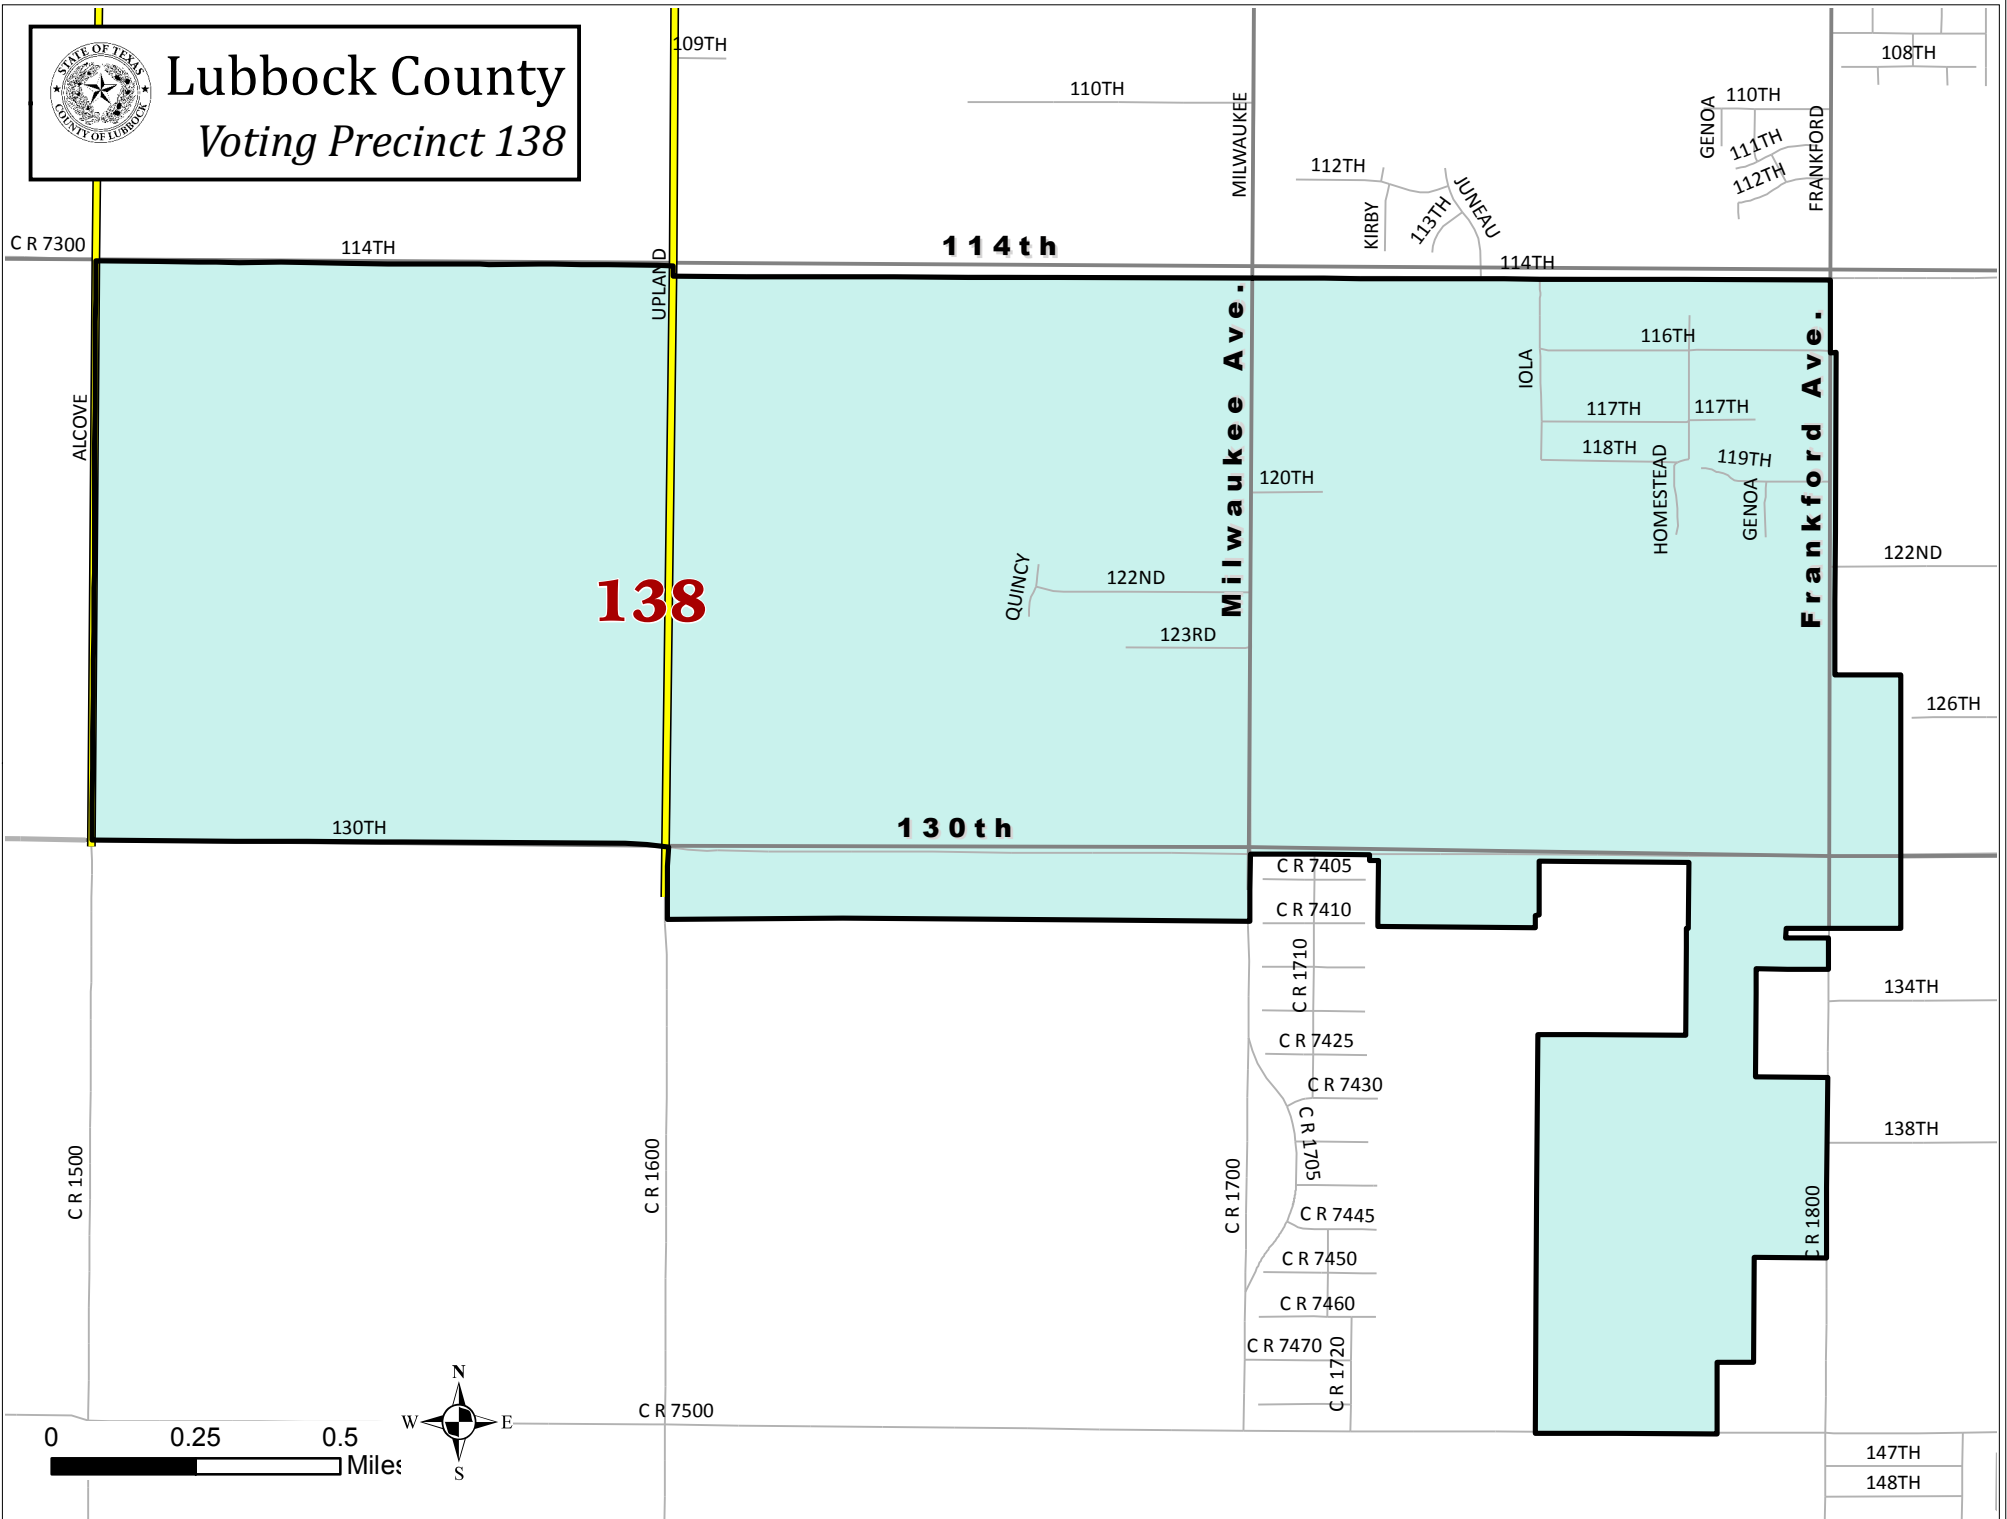 STATE OF TEXAS
COUNTY OF LUBBOCK
Lubbock County
Voting Precinct 138
109TH
110TH
MILWAUKEE
108TH
GENOA
110TH
111TH
112TH
FRANKFORD
112TH
KIRBY
113TH
JUNEAU
C R 7300
114TH
UPLAND
114th
114TH
ALCOVE
Milwaukee Ave.
Frankford Ave.
IOLA
116TH
117TH
117TH
118TH
119TH
HOMESTEAD
GENOA
120TH
122ND
138
QUINCY
122ND
123RD
126TH
130TH
130th
C R 7405
C R 7410
C R 1710
134TH
C R 7425
C R 7430
C R 1705
138TH
C R 1500
C R 1600
C R 1700
C R 1800
C R 7445
C R 7450
C R 7460
C R 7470
C R 1720
C R 7500
N
W
E
S
0 0.25 0.5
Miles
147TH
148TH